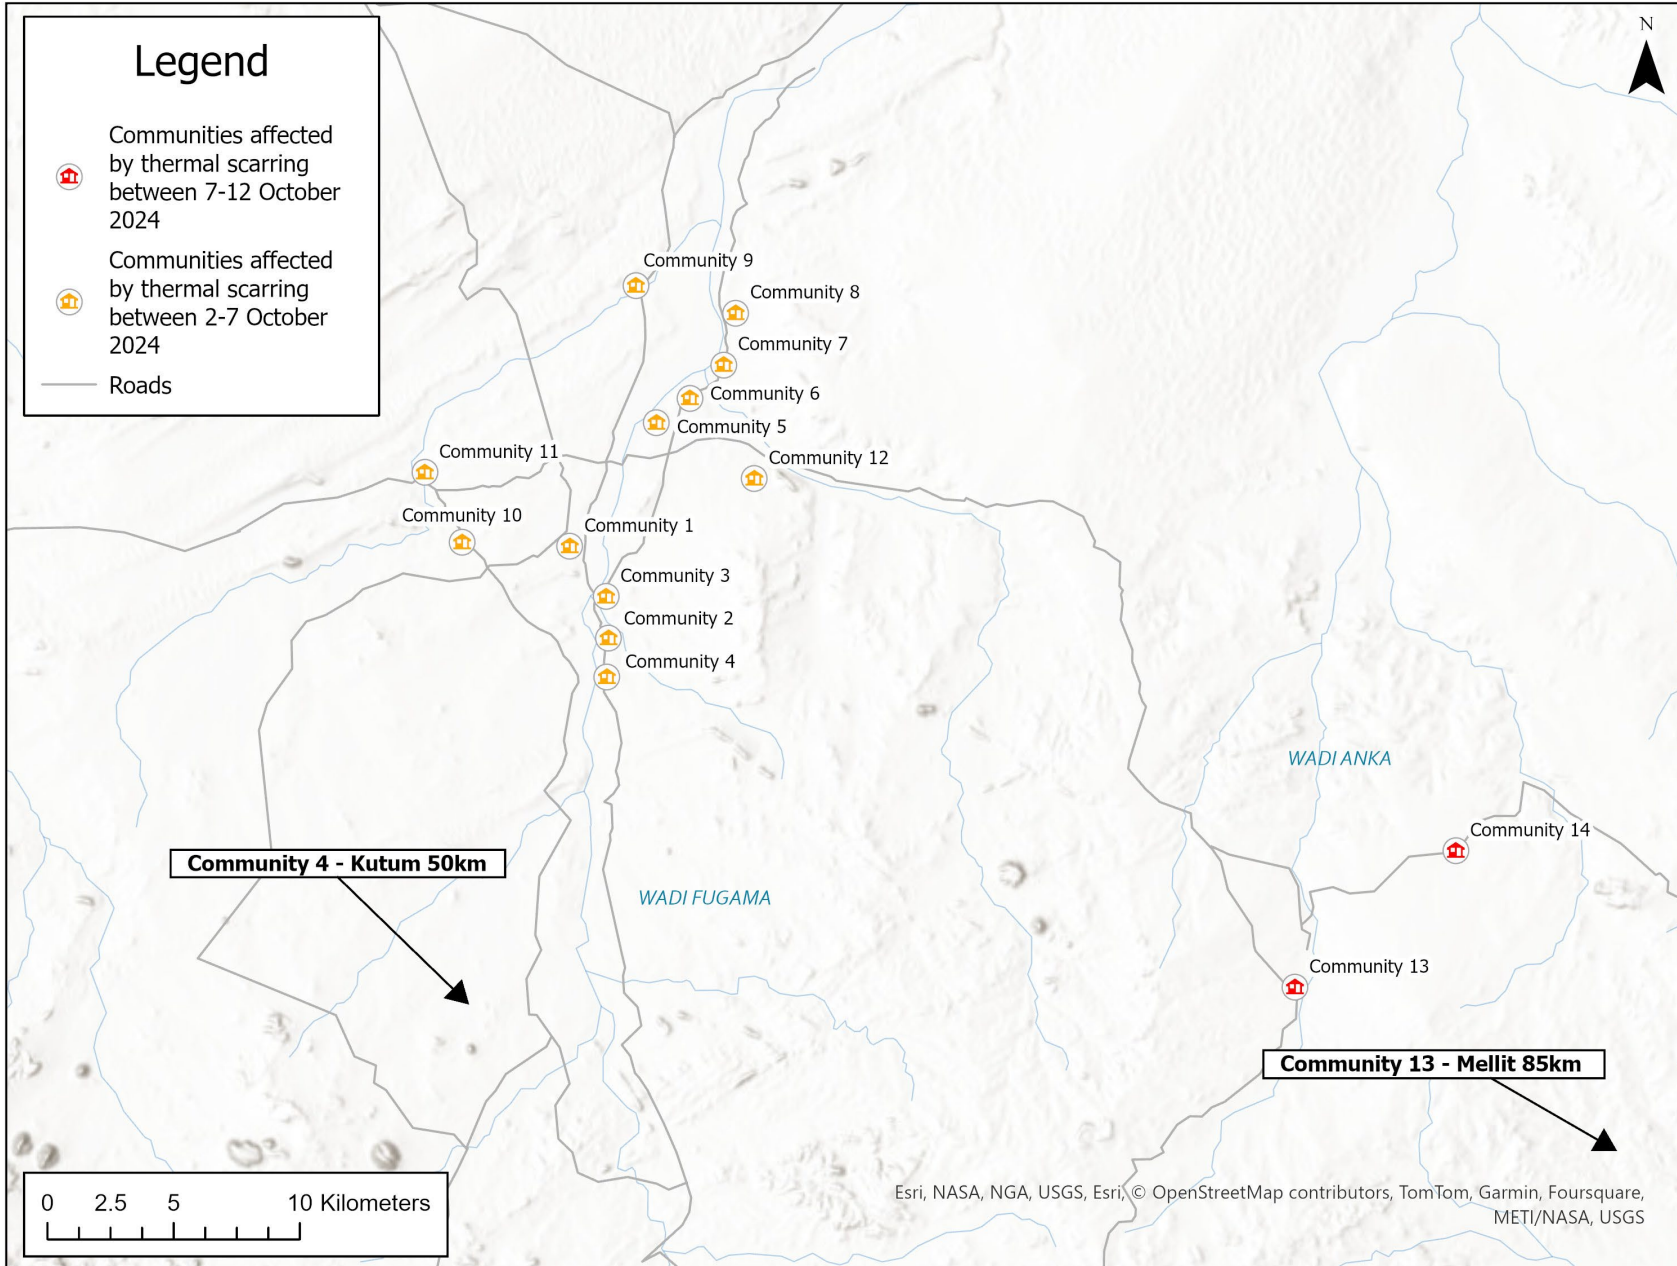 Legend
Communities affected
by thermal scarring
between 7-12 October
2024
Communities affected
by thermal scarring
between 2-7 October
2024
Roads
N
Community 9
Community 8
Community 7
Community 6
Community 5
Community 11
Community 12
Community 10
Community 1
Community 3
Community 2
Community 4
WADI ANKA
Community 14
Community 4 - Kutum 50km
WADI FUGAMA
Community 13
Community 13 - Mellit 85km
0 2.5 5 10 Kilometers
Esri, NASA, NGA, USGS, Esri, © OpenStreetMap contributors, TomTom, Garmin, Foursquare,
METI/NASA, USGS